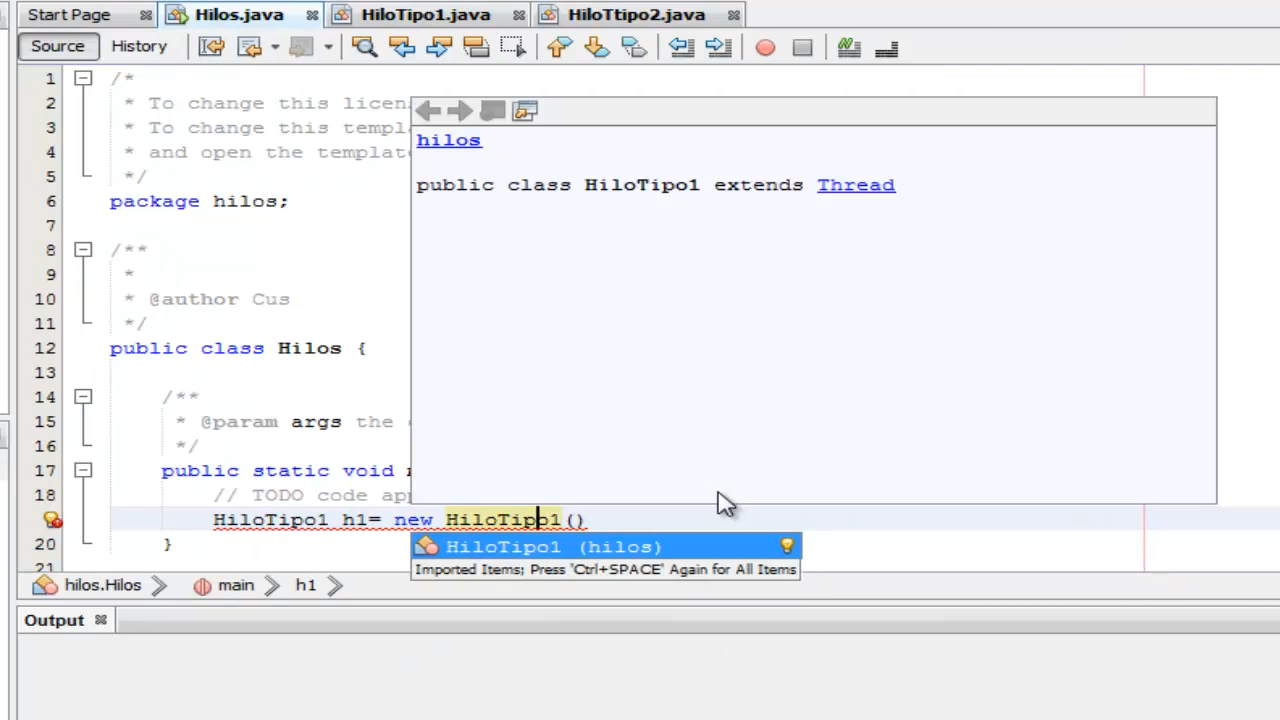 Start Page Hilos.java HiloTipo1.java HiloTtipo2.java
Source History
1 /*
2 * To change this licen
3 * To change this templ
4 * and open the template
5 */
6 package hilos;
7
8 /**
9 *
10 * @author Cus
11 */
12 public class Hilos {
13
14 /**
15 * @param args the
16 */
17 public static void
18 // TODO code ap
HiloTipo1 h1= new HiloTipo1()
20 }
21
hilos
public class HiloTipo1 extends Thread
HiloTipo1 (hilos)
Imported Items; Press 'Ctrl+SPACE' Again for All Items
hilos.Hilos main h1
Output